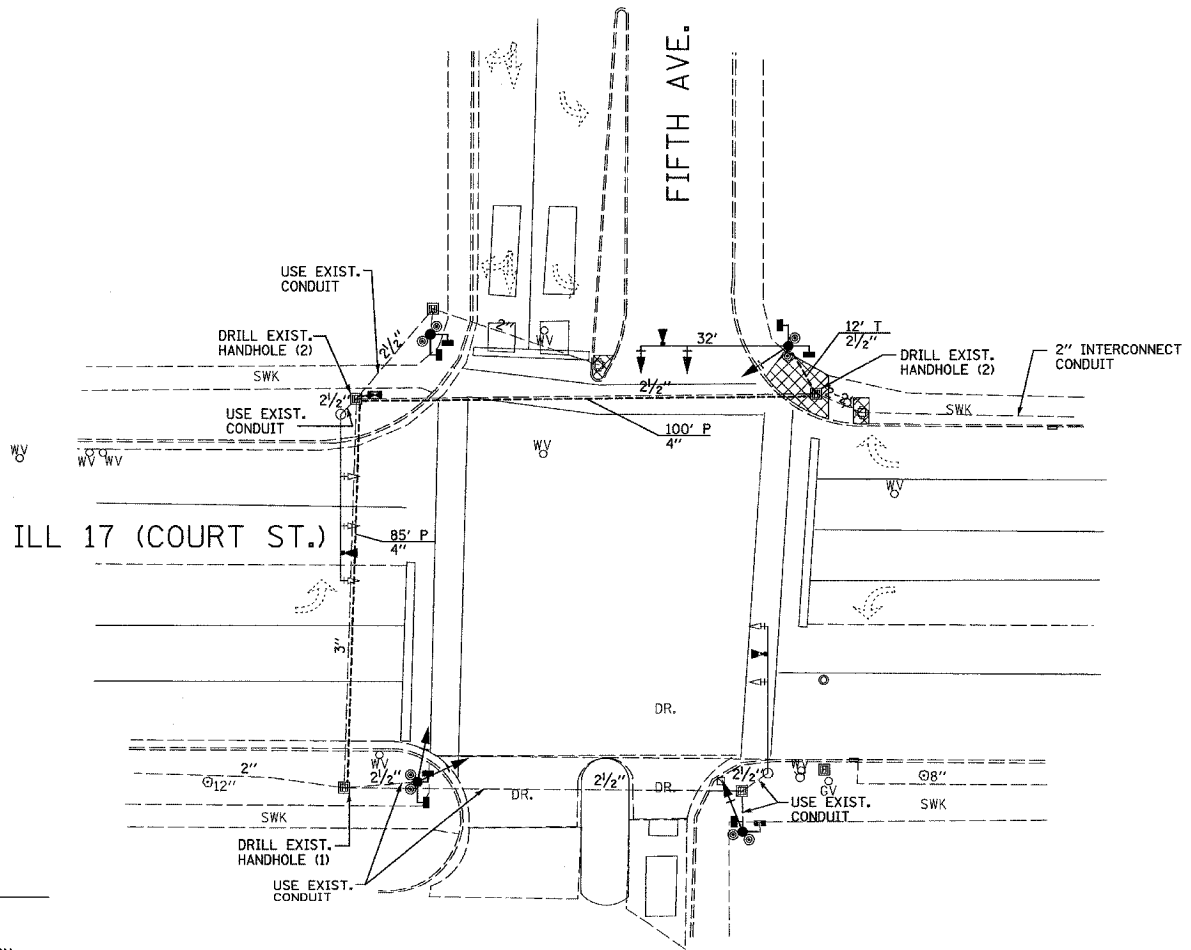 FIFTH AVE.
USE EXIST.
CONDUIT
2"
WV
2½"
DRILL EXIST.
HANDHOLE (2)
32'
12' T
2½"
DRILL EXIST.
HANDHOLE (2)
2" INTERCONNECT
CONDUIT
SWK
2½"
2½"
SWK
USE EXIST.
CONDUIT
100' P
4"
WV
WV
WV WV
WV
ILL 17 (COURT ST.)
85' P
4"
3"
DR.
2"
WV
2½"
12"
DR.
2½"
DR.
WV
2½"
GV
8"
SWK
SWK
USE EXIST.
CONDUIT
DRILL EXIST.
HANDHOLE (1)
USE EXIST.
CONDUIT